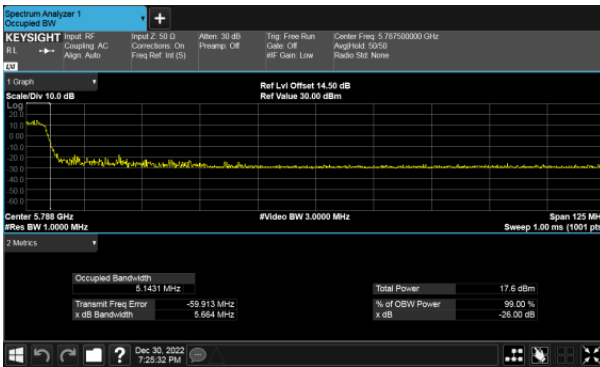 Spectrum Analyzer 1
Occupied BW
+
KEYSIGHT Input: RF Input Z: 50 Ω Atten: 30 dB Trig: Free Run Center Freq: 5.787500000 GHz
RL Coupling: AC Corrections: On Preamp: Off Gate: Off Avg|Hold: 50/50
Align: Auto Freq Ref: Int (S) #IF Gain: Low Radio Std: None
LXI
1 Graph
Ref Lvl Offset 14.50 dB
Scale/Div 10.0 dB Ref Value 30.00 dBm
Log
20.0
10.0
0.00
-10.0
-20.0
-30.0
-40.0
-50.0
-60.0
Center 5.788 GHz #Video BW 3.0000 MHz Span 125 MH
#Res BW 1.0000 MHz Sweep 1.00 ms (1001 pts
2 Metrics
Occupied Bandwidth
5.1431 MHz Total Power 17.6 dBm
Transmit Freq Error -59.913 MHz % of OBW Power 99.00 %
x dB Bandwidth 5.664 MHz x dB -26.00 dB
? Dec 30, 2022
7:25:32 PM